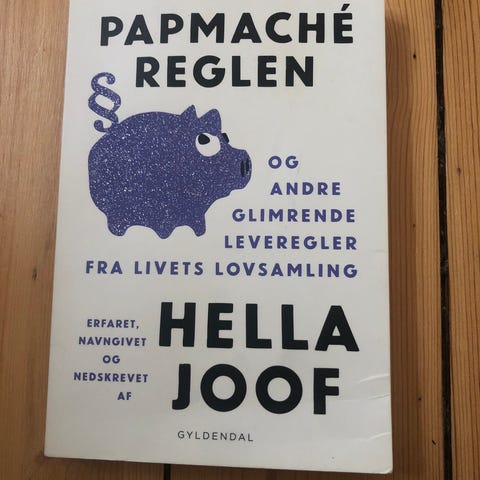 PAPMACHÉ
REGLEN
§
OG
ANDRE
GLIMRENDE
LEVEREGLER
FRA LIVETS LOVSAMLING
ERFARET,
NAVNGIVET
OG
NEDSKREVET
AF
HELLA
JOOF
GYLDENDAL